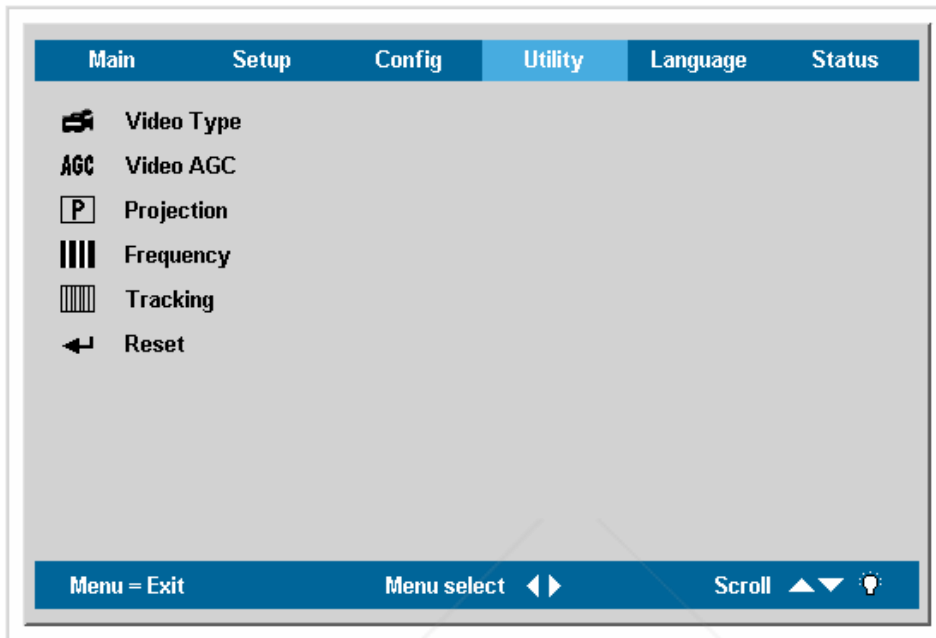 Main Setup Config Utility Language Status
Video Type
AGC Video AGC
P Projection
Frequency
Tracking
Reset
Menu = Exit Menu select Scroll